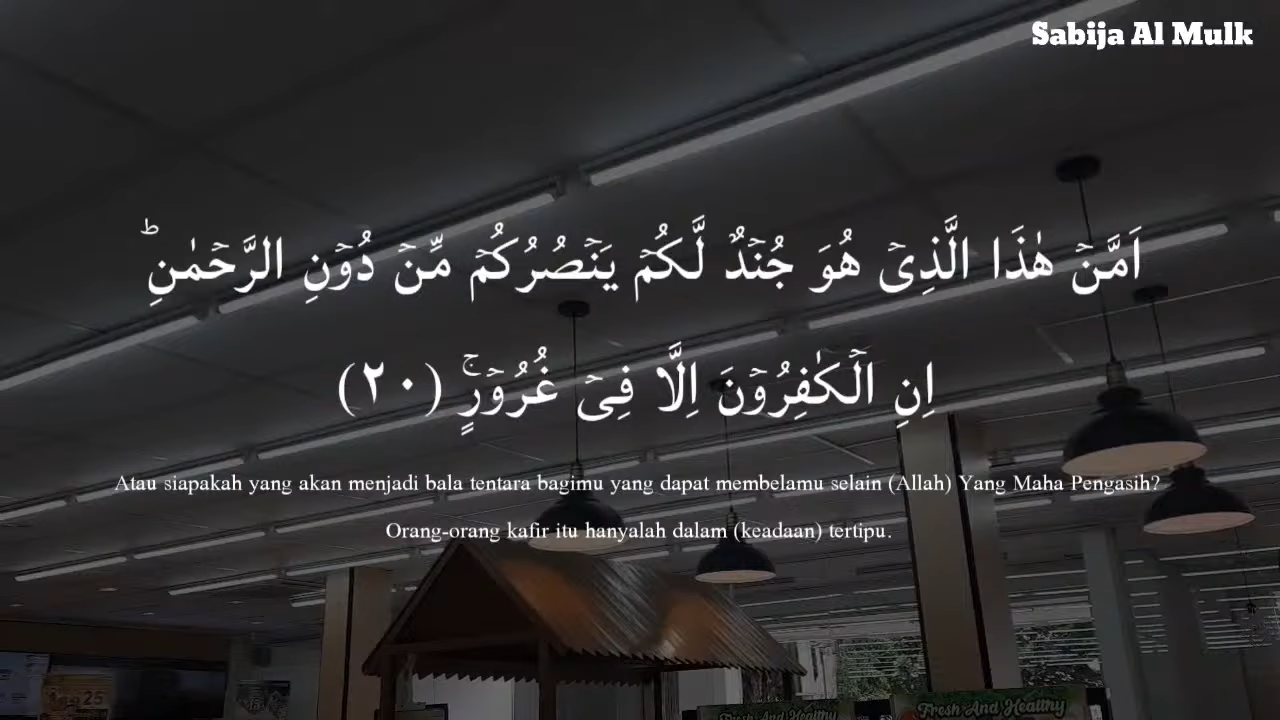 Sabija Al Mulk
اَمَّنۡ هٰذَا الَّذِىۡ هُوَ جُنۡدٌ لَّكُمۡ يَنۡصُرُكُمۡ مِّنۡ دُوۡنِ الرَّحۡمٰنِ​ؕ
اِنِ الۡكٰفِرُوۡنَ اِلَّا فِىۡ غُرُوۡرٍ​ۚ (٢٠)
Atau siapakah yang akan menjadi bala tentara bagimu yang dapat membelamu selain (Allah) Yang Maha Pengasih?
Orang-orang kafir itu hanyalah dalam (keadaan) tertipu.
25
Fresh And Healthy
Fresh And Healthy